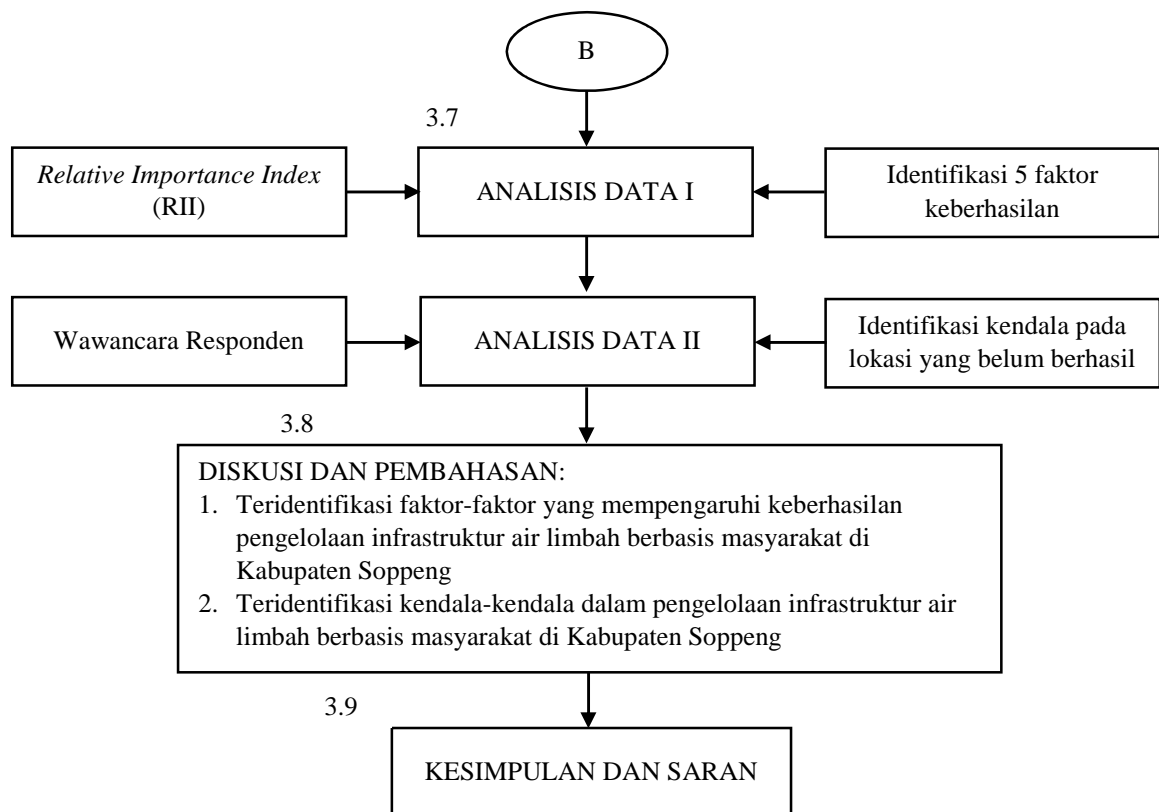 B
3.7
Relative Importance Index
(RII)
ANALISIS DATA I
Identifikasi 5 faktor
keberhasilan
Wawancara Responden
ANALISIS DATA II
Identifikasi kendala pada
lokasi yang belum berhasil
3.8
DISKUSI DAN PEMBAHASAN:
1. Teridentifikasi faktor-faktor yang mempengaruhi keberhasilan
pengelolaan infrastruktur air limbah berbasis masyarakat di
Kabupaten Soppeng
2. Teridentifikasi kendala-kendala dalam pengelolaan infrastruktur air
limbah berbasis masyarakat di Kabupaten Soppeng
3.9
KESIMPULAN DAN SARAN